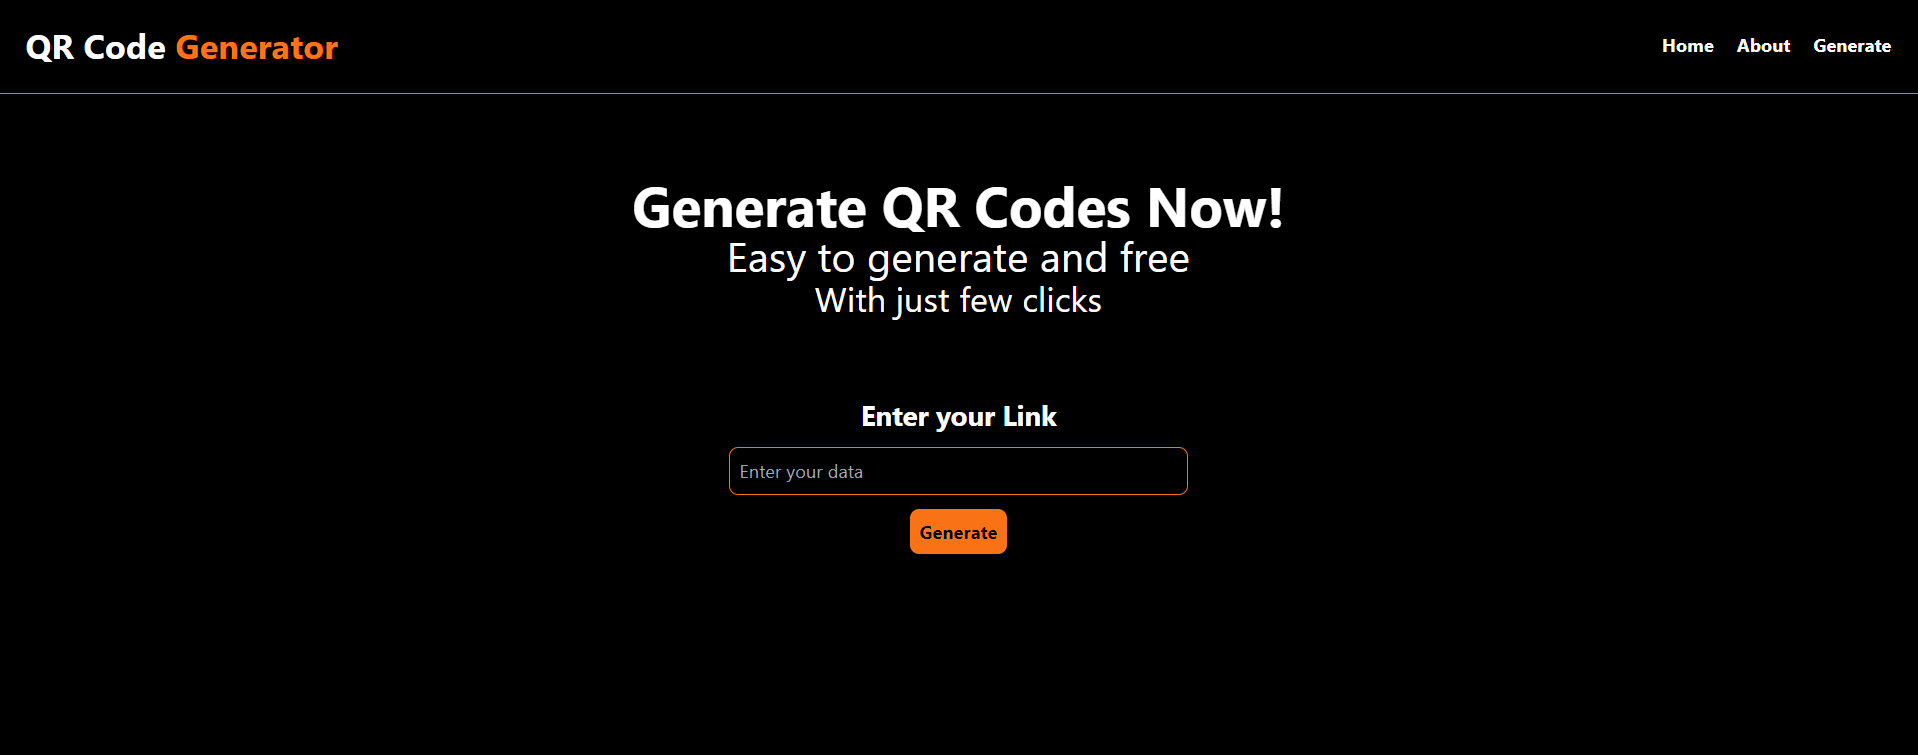 QR Code Generator
Home About Generate
Generate QR Codes Now!
Easy to generate and free
With just few clicks
Enter your Link
Enter your data
Generate